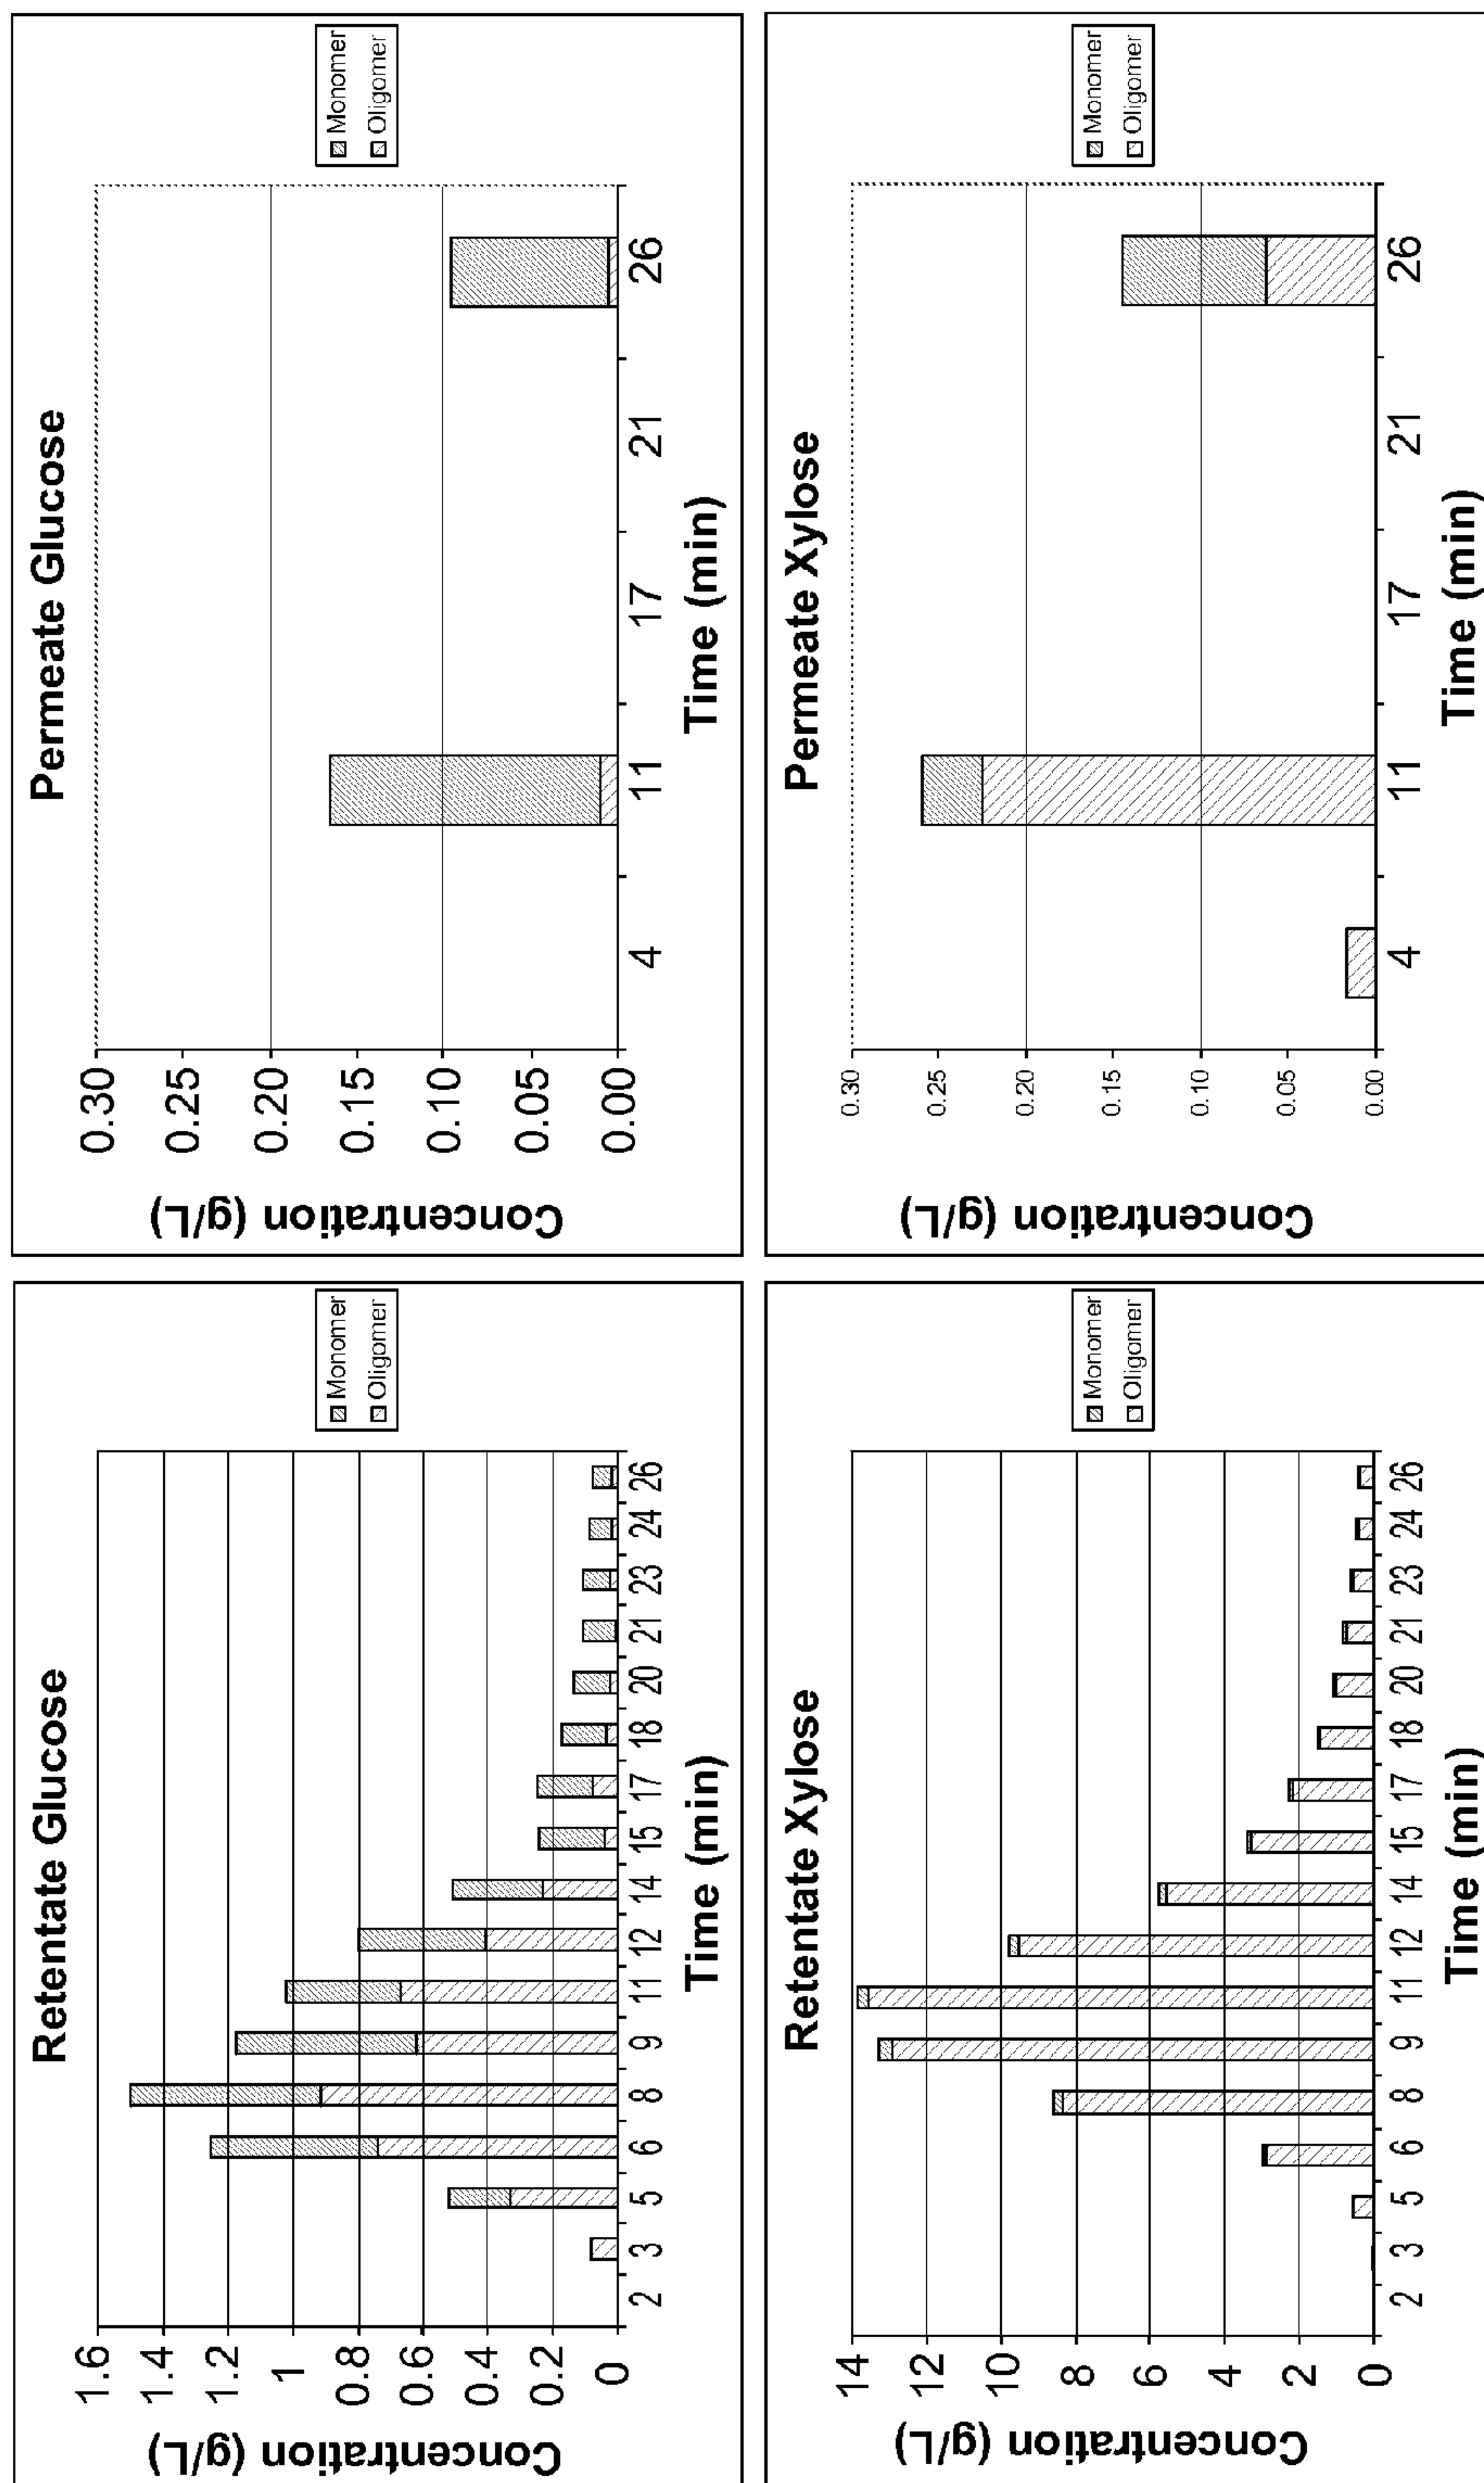 Retentate Glucose
Concentration (g/L)
1.6
1.4
1.2
1
0.8
0.6
0.4
0.2
0
2 3 5 6 8 9 11 12 14 15 17 18 20 21 23 24 26
Time (min)
Monomer
Oligomer
Permeate Glucose
Concentration (g/L)
0.30
0.25
0.20
0.15
0.10
0.05
0.00
4 11 17 21 26
Time (min)
Monomer
Oligomer
Retentate Xylose
Concentration (g/L)
14
12
10
8
6
4
2
0
2 3 5 6 8 9 11 12 14 15 17 18 20 21 23 24 26
Time (min)
Monomer
Oligomer
Permeate Xylose
Concentration (g/L)
0.30
0.25
0.20
0.15
0.10
0.05
0.00
4 11 17 21 26
Time (min)
Monomer
Oligomer